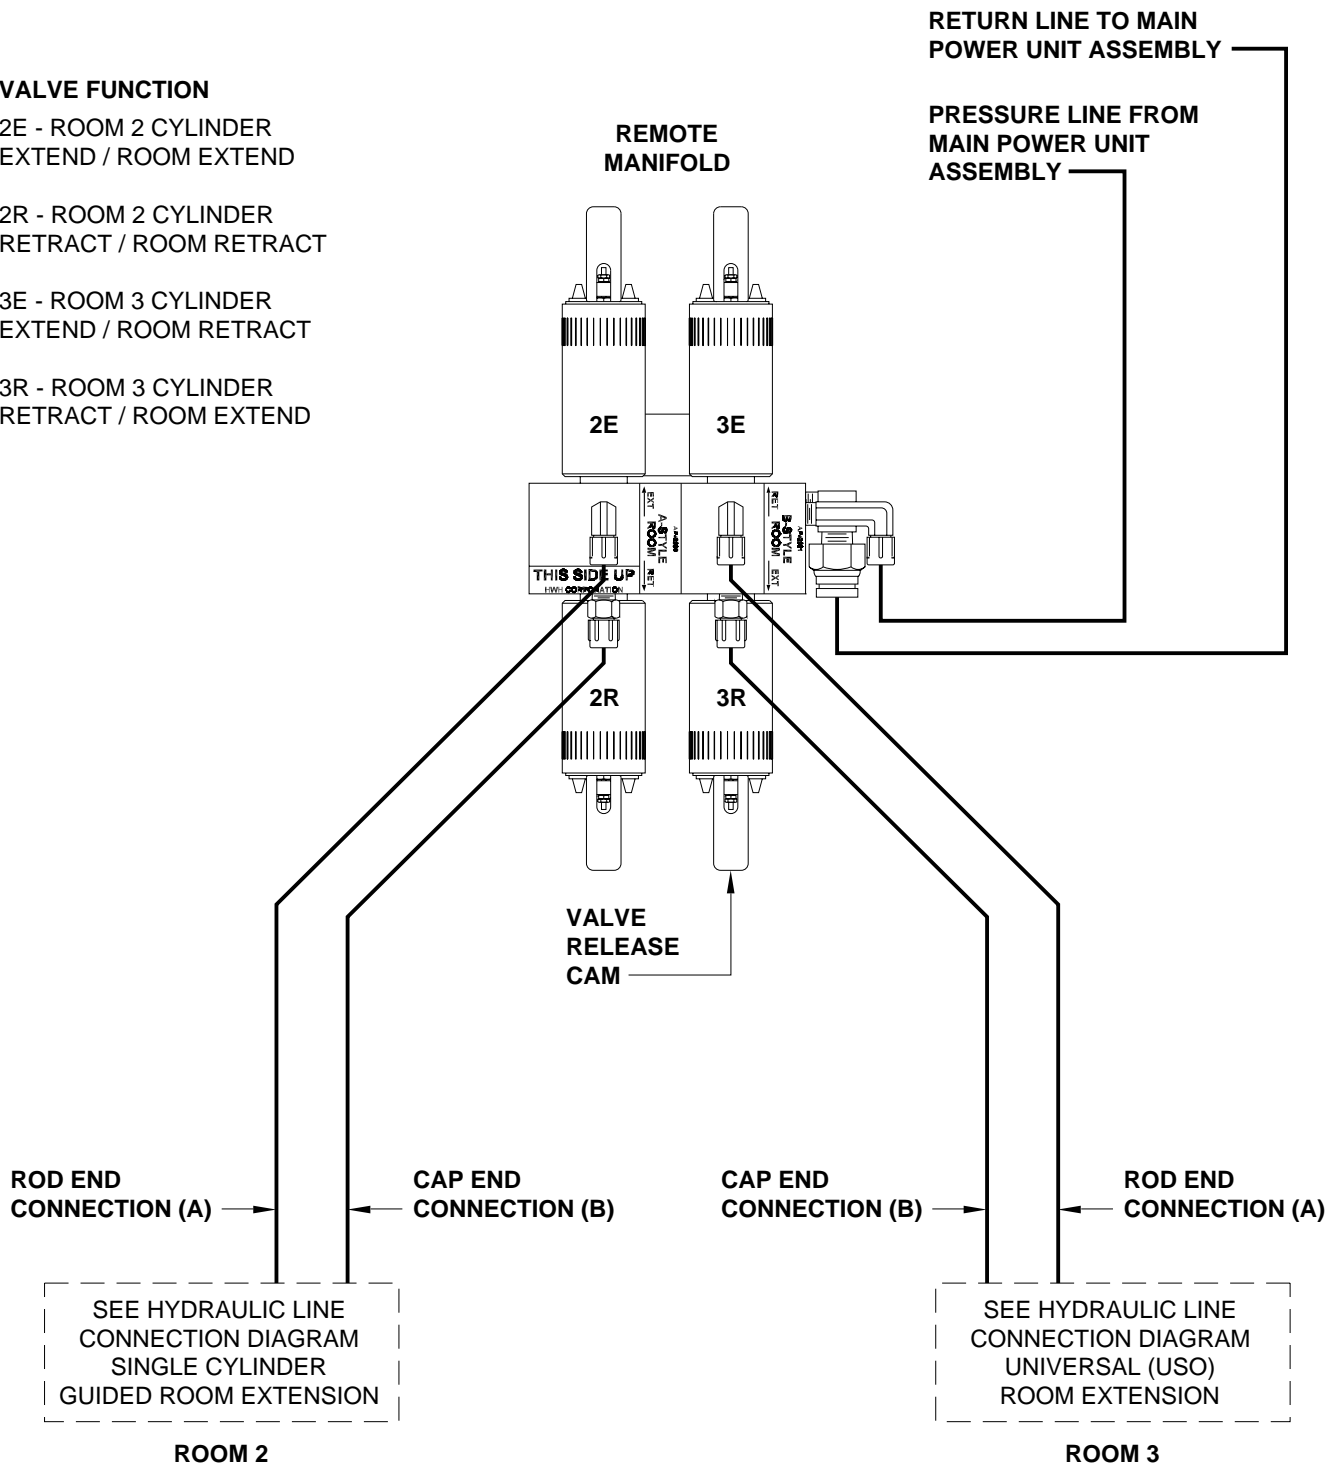 RETURN LINE TO MAIN
POWER UNIT ASSEMBLY
VALVE FUNCTION
2E - ROOM 2 CYLINDER
EXTEND / ROOM EXTEND
2R - ROOM 2 CYLINDER
RETRACT / ROOM RETRACT
3E - ROOM 3 CYLINDER
EXTEND / ROOM RETRACT
3R - ROOM 3 CYLINDER
RETRACT / ROOM EXTEND
REMOTE
MANIFOLD
PRESSURE LINE FROM
MAIN POWER UNIT
ASSEMBLY
2E
3E
EXT
A-STYLE
ROOM
RET
RET
B-STYLE
ROOM
EXT
THIS SIDE UP
HWH CORPORATION
2R
3R
VALVE
RELEASE
CAM
ROD END
CONNECTION (A)
CAP END
CONNECTION (B)
CAP END
CONNECTION (B)
ROD END
CONNECTION (A)
SEE HYDRAULIC LINE
CONNECTION DIAGRAM
SINGLE CYLINDER
GUIDED ROOM EXTENSION
SEE HYDRAULIC LINE
CONNECTION DIAGRAM
UNIVERSAL (USO)
ROOM EXTENSION
ROOM 2
ROOM 3